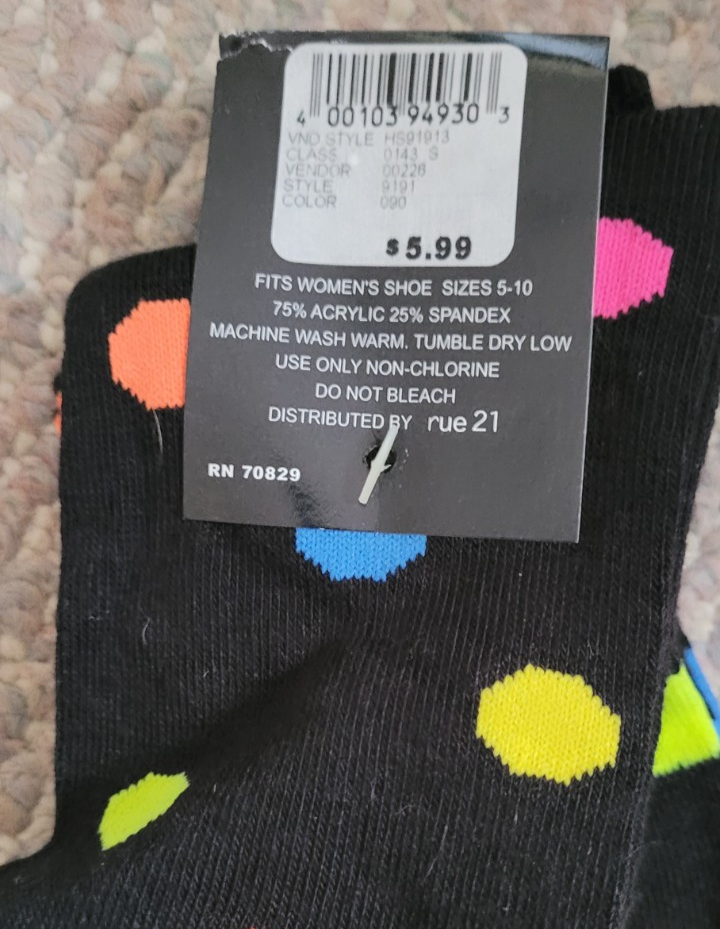 4 00103 94930 3
VND STYLE HS91913
CLASS 0143 S
VENDOR 00226
STYLE 9191
COLOR 090
$5.99
FITS WOMEN'S SHOE SIZES 5-10
75% ACRYLIC 25% SPANDEX
MACHINE WASH WARM. TUMBLE DRY LOW
USE ONLY NON-CHLORINE
DO NOT BLEACH
DISTRIBUTED BY rue21
RN 70829